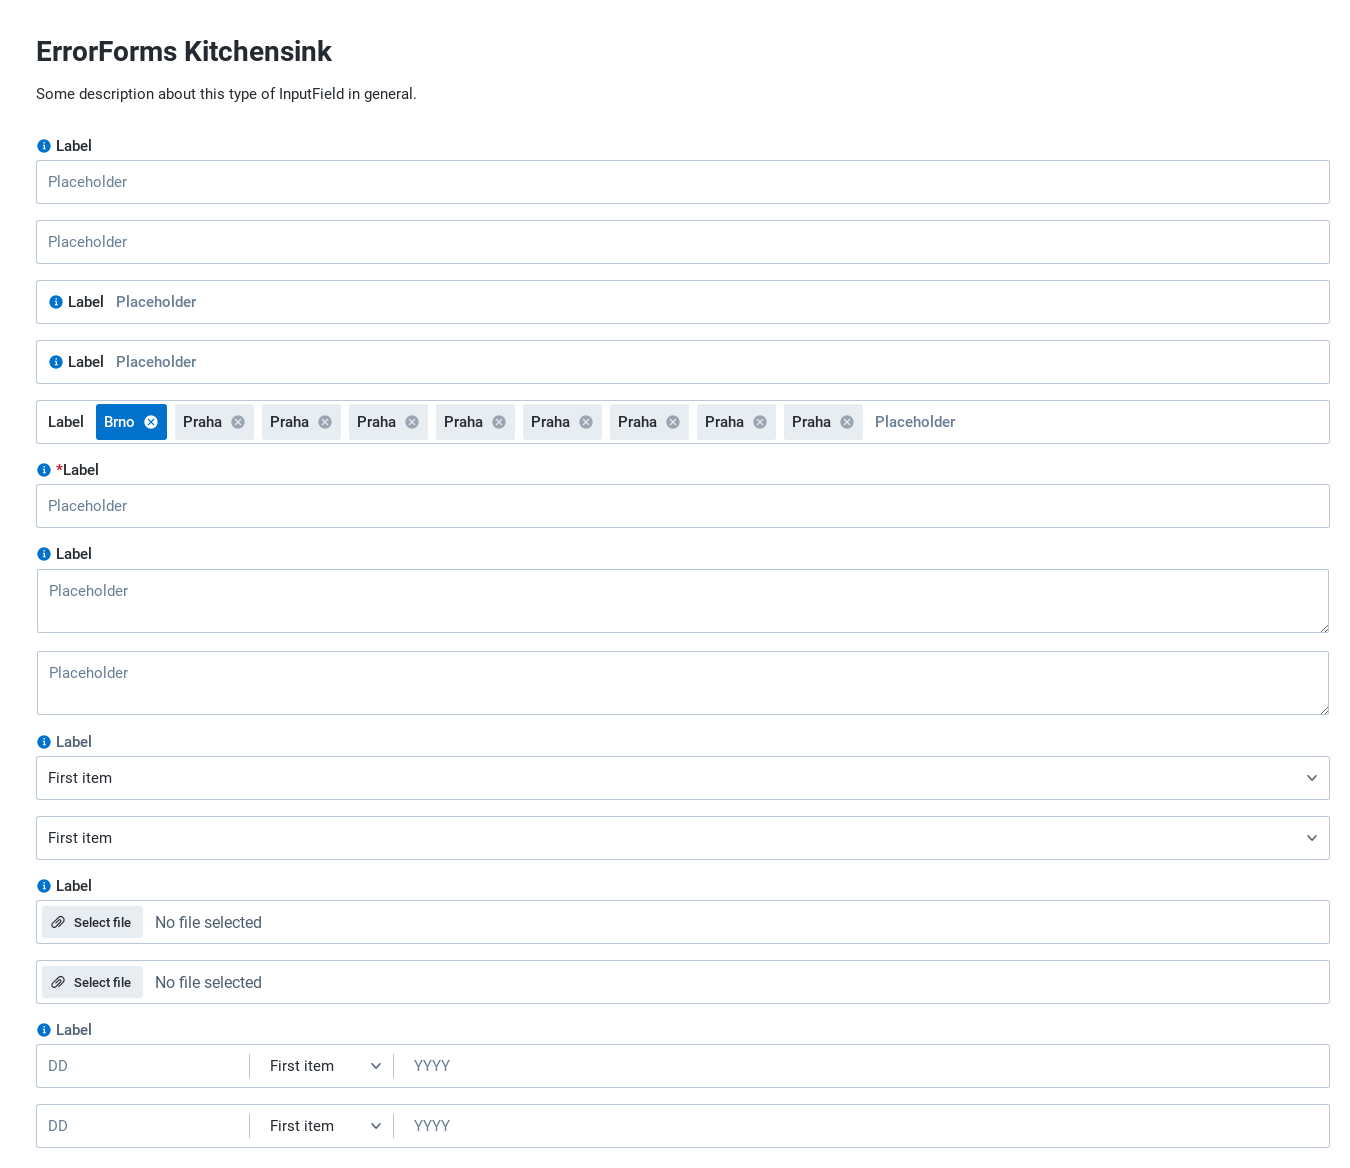 ErrorForms Kitchensink
Some description about this type of InputField in general.
Label
Placeholder
Placeholder
Label Placeholder
Label Placeholder
Label Brno Praha Praha Praha Praha Praha Praha Praha Praha Placeholder
*Label
Placeholder
Label
Placeholder
Placeholder
Label
First item
First item
Label
Select file No file selected
Select file No file selected
Label
DD First item YYYY
DD First item YYYY